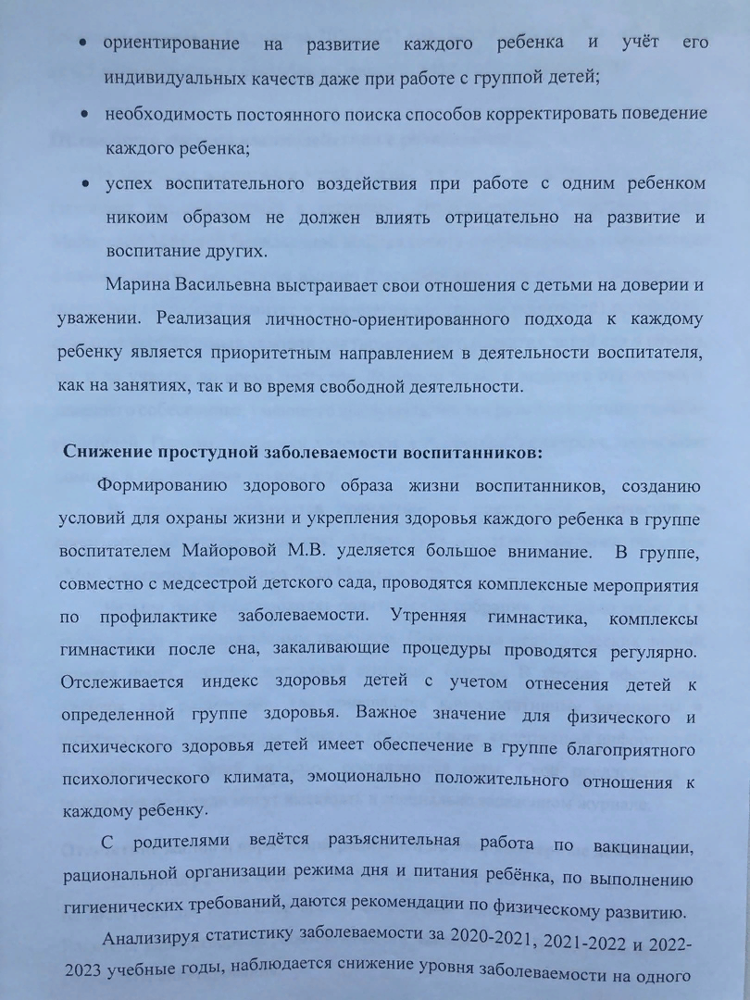 • ориентирование на развитие каждого ребенка и учёт его
индивидуальных качеств даже при работе с группой детей;
• необходимость постоянного поиска способов корректировать поведение
каждого ребенка;
• успех воспитательного воздействия при работе с одним ребенком
никоим образом не должен влиять отрицательно на развитие и
воспитание других.
Марина Васильевна выстраивает свои отношения с детьми на доверии и
уважении. Реализация личностно-ориентированного подхода к каждому
ребенку является приоритетным направлением в деятельности воспитателя,
как на занятиях, так и во время свободной деятельности.
Снижение простудной заболеваемости воспитанников:
Формированию здорового образа жизни воспитанников, созданию
условий для охраны жизни и укрепления здоровья каждого ребенка в группе
воспитателем Майоровой М.В. уделяется большое внимание. В группе,
совместно с медсестрой детского сада, проводятся комплексные мероприятия
по профилактике заболеваемости. Утренняя гимнастика, комплексы
гимнастики после сна, закаливающие процедуры проводятся регулярно.
Отслеживается индекс здоровья детей с учетом отнесения детей к
определенной группе здоровья. Важное значение для физического и
психического здоровья детей имеет обеспечение в группе благоприятного
психологического климата, эмоционально положительного отношения к
каждому ребенку.
С родителями ведётся разъяснительная работа по вакцинации,
рациональной организации режима дня и питания ребёнка, по выполнению
гигиенических требований, даются рекомендации по физическому развитию.
Анализируя статистику заболеваемости за 2020-2021, 2021-2022 и 2022-
2023 учебные годы, наблюдается снижение уровня заболеваемости на одного